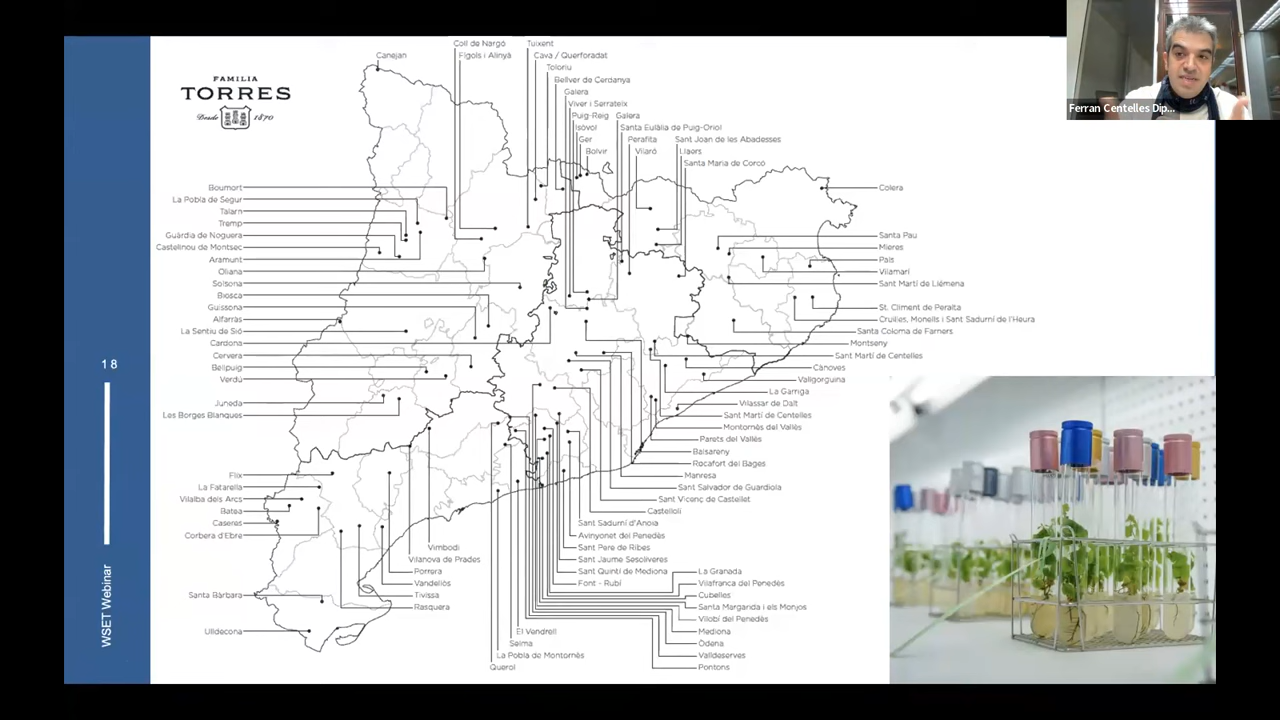 Ferran Centelles Dip...
FAMILIA
TORRES
Desde 1870
18
WSET Webinar
Canejan
Coll de Nargó
Fígols i Alinyà
Tuixent
Cava / Querforadat
Toloriu
Bellver de Cerdanya
Galera
Viver i Serrateix
Puig-Reig
Isòvol
Ger
Bolvir
Galera
Santa Eulàlia de Puig-Oriol
Perafita
Vilaró
Sant Joan de les Abadesses
Llaers
Santa Maria de Corcó
Boumort
La Pobla de Segur
Talarn
Tremp
Guàrdia de Noguera
Castellnou de Montsec
Aramunt
Oliana
Solsona
Biosca
Guissona
Alfarràs
La Sentiu de Sió
Cardona
Cervera
Bellpuig
Verdú
Juneda
Les Borges Blanques
Flix
La Fatarella
Vilalba dels Arcs
Batea
Caseres
Corbera d'Ebre
Santa Bàrbara
Ulldecona
Colera
Santa Pau
Mieres
Pals
Vilamarí
Sant Martí de Llémena
St. Climent de Peralta
Cruïlles, Monells i Sant Sadurní de l'Heura
Santa Coloma de Farners
Montseny
Sant Martí de Centelles
Cànoves
Vallgorguina
La Garriga
Vilassar de Dalt
Sant Martí de Centelles
Montornès del Vallès
Parets del Vallès
Balsareny
Rocafort del Bages
Manresa
Sant Salvador de Guardiola
Sant Vicenç de Castellet
Castellolí
Sant Sadurní d'Anoia
Avinyonet del Penedès
Sant Pere de Ribes
Sant Jaume Sesoliveres
Sant Quintí de Mediona
Font - Rubí
La Granada
Vilafranca del Penedès
Cubelles
Santa Margarida i els Monjos
Vilobí del Penedès
Mediona
Òdena
Valldeserves
Pontons
Vimbodí
Vilanova de Prades
Porrera
Vandellòs
Tivissa
Rasquera
El Vendrell
Selma
La Pobla de Montornès
Querol